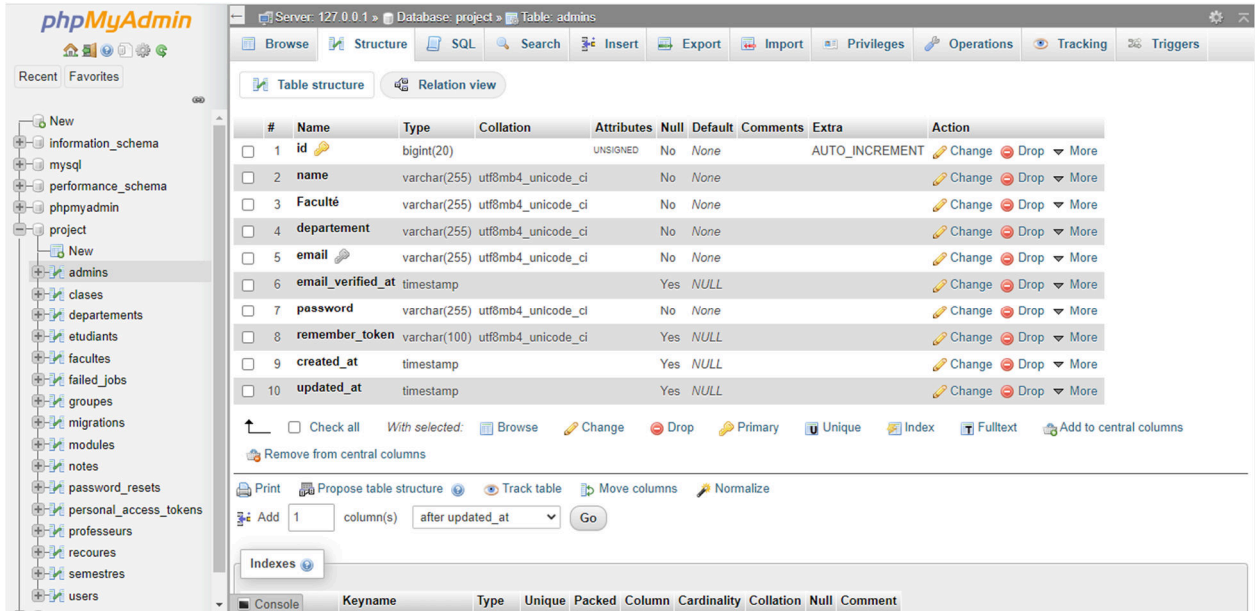 phpMyAdmin
Recent Favorites
New
information_schema
mysql
performance_schema
phpmyadmin
project
New
admins
clases
departements
etudiants
facultes
failed_jobs
groupes
migrations
modules
notes
password_resets
personal_access_tokens
professeurs
recoures
semestres
users
Server: 127.0.0.1 » Database: project » Table: admins
Browse Structure SQL Search Insert Export Import Privileges Operations Tracking Triggers
Table structure Relation view
# Name Type Collation Attributes Null Default Comments Extra Action
1 id bigint(20) UNSIGNED No None AUTO_INCREMENT Change Drop More
2 name varchar(255) utf8mb4_unicode_ci No None Change Drop More
3 Faculté varchar(255) utf8mb4_unicode_ci No None Change Drop More
4 departement varchar(255) utf8mb4_unicode_ci No None Change Drop More
5 email varchar(255) utf8mb4_unicode_ci No None Change Drop More
6 email_verified_at timestamp Yes NULL Change Drop More
7 password varchar(255) utf8mb4_unicode_ci No None Change Drop More
8 remember_token varchar(100) utf8mb4_unicode_ci Yes NULL Change Drop More
9 created_at timestamp Yes NULL Change Drop More
10 updated_at timestamp Yes NULL Change Drop More
Check all With selected: Browse Change Drop Primary Unique Index Fulltext Add to central columns
Remove from central columns
Print Propose table structure Track table Move columns Normalize
Add 1 column(s) after updated_at Go
Indexes
Console Keyname Type Unique Packed Column Cardinality Collation Null Comment